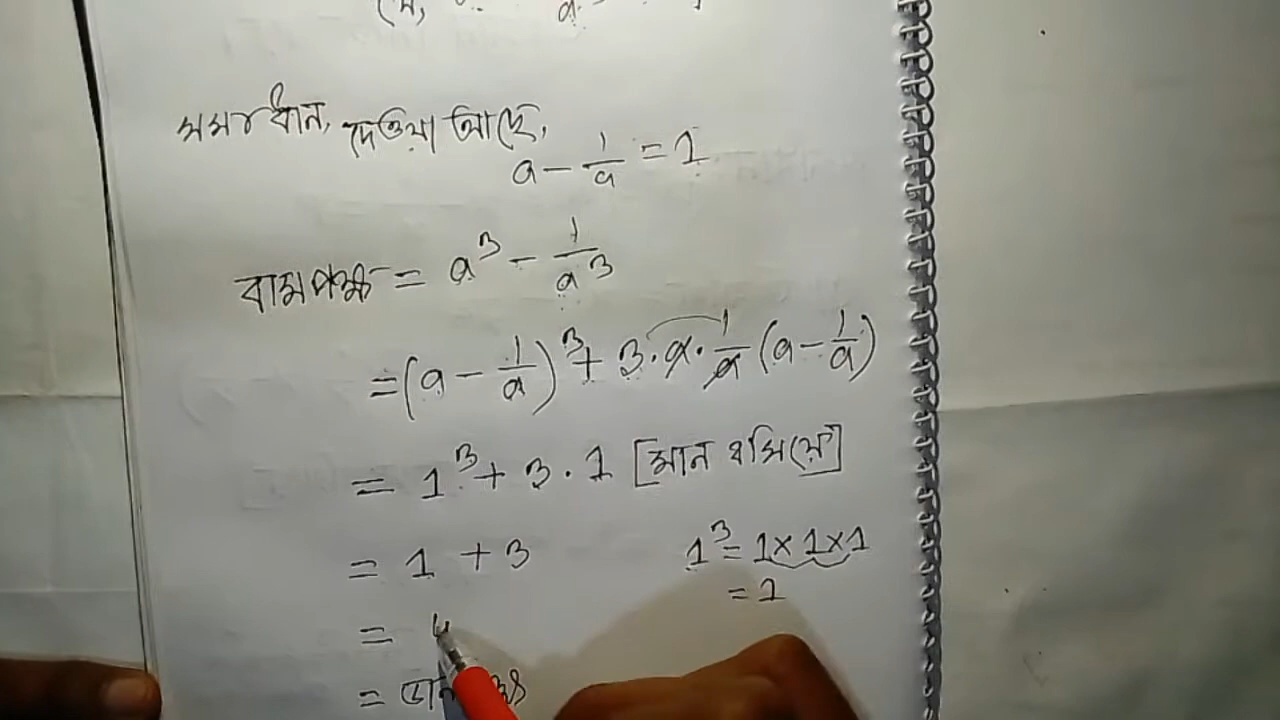 সমাধান, দেওয়া আছে,
a - 1/a = 1
বামপক্ষ = a³ - 1/a³
= (a - 1/a)³ + 3 . a . 1/a (a - 1/a)
= 1³ + 3 . 1 [মান বসিয়ে]
= 1 + 3
1³ = 1 × 1 × 1
= 1
= 4
=